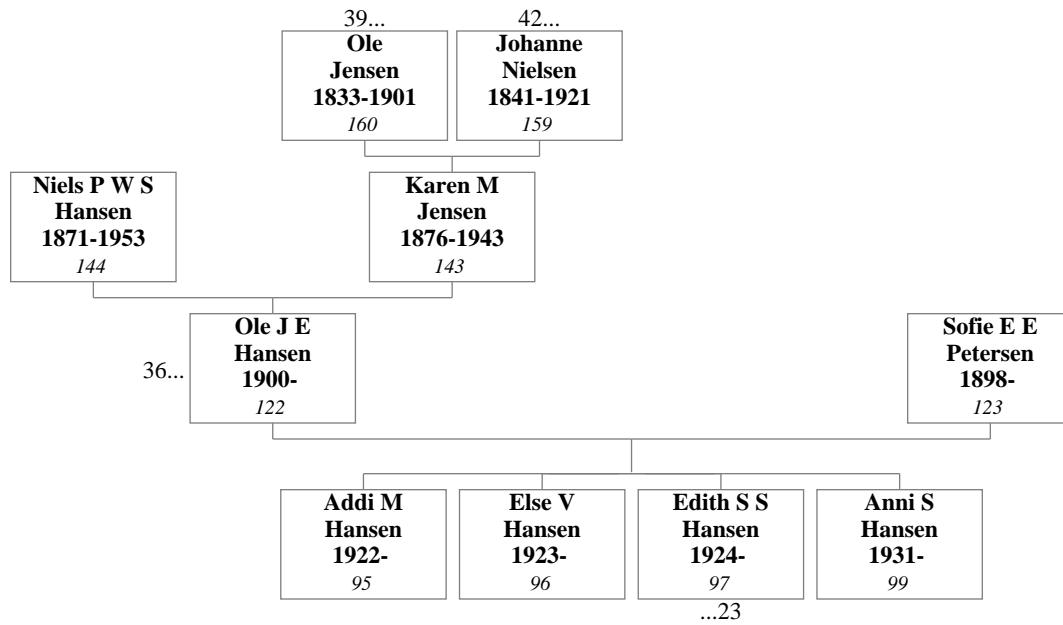 39...
42...
Ole
Jensen
1833-1901
160
Johanne
Nielsen
1841-1921
159
Niels P W S
Hansen
1871-1953
144
Karen M
Jensen
1876-1943
143
36...
Ole J E
Hansen
1900-
122
Sofie E E
Petersen
1898-
123
Addi M
Hansen
1922-
95
Else V
Hansen
1923-
96
Edith S S
Hansen
1924-
97
...23
Anni S
Hansen
1931-
99